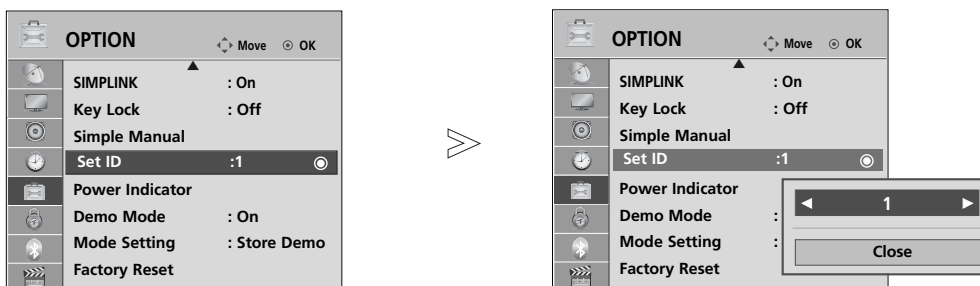 OPTION
Move OK
SIMPLINK : On
Key Lock : Off
Simple Manual
Set ID :1
Power Indicator
Demo Mode : On
Mode Setting : Store Demo
Factory Reset
OPTION
Move OK
SIMPLINK : On
Key Lock : Off
Simple Manual
Set ID :1
Power Indicator
Demo Mode :
Mode Setting :
Factory Reset
1
Close